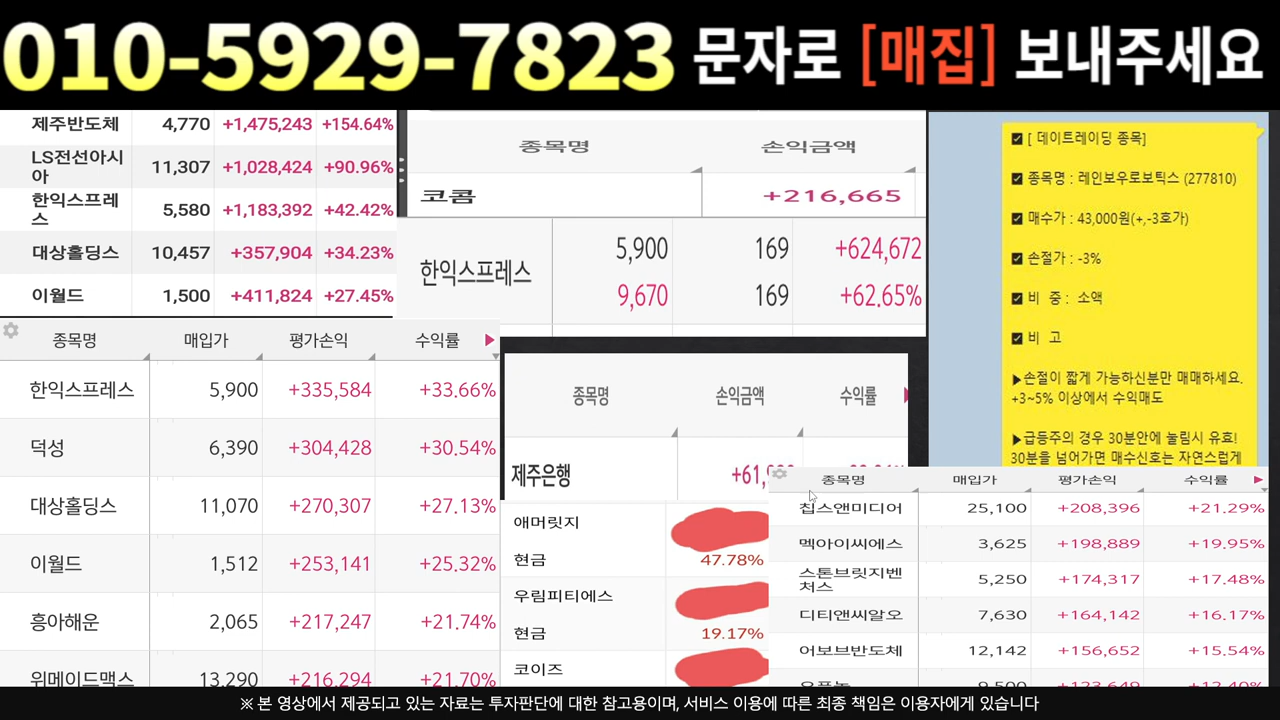 010-5929-7823 문자로 [매집] 보내주세요
제주반도체 4,770 +1,475,243 +154.64%
LS전선아시
아 11,307 +1,028,424 +90.96%
한익스프레
스 5,580 +1,183,392 +42.42%
대상홀딩스 10,457 +357,904 +34.23%
이월드 1,500 +411,824 +27.45%
종목명 손익금액
코콤 +216,665
한익스프레스 5,900 169 +624,672
9,670 169 +62.65%
☑ [ 데이트레이딩 종목]
☑ 종목명 : 레인보우로보틱스 (277810)
☑ 매수가 : 43,000원(+,-3호가)
☑ 손절가 : -3%
☑ 비 중 : 소액
☑ 비 고
▶손절이 짧게 가능하신분만 매매하세요.
+3~5% 이상에서 수익매도
▶급등주의 경우 30분안에 눌림시 유효!
30분을 넘어가면 매수신호는 자연스럽게
종목명 매입가 평가손익 수익률
한익스프레스 5,900 +335,584 +33.66%
덕성 6,390 +304,428 +30.54%
대상홀딩스 11,070 +270,307 +27.13%
이월드 1,512 +253,141 +25.32%
흥아해운 2,065 +217,247 +21.74%
위메이드맥스 13,290 +216,294 +21.70%
종목명 손익금액 수익률
제주은행 +61,
애머릿지
현금 47.78%
우림피티에스
현금 19.17%
코이즈
종목명 매입가 평가손익 수익률
칩스앤미디어 25,100 +208,396 +21.29%
멕아이씨에스 3,625 +198,889 +19.95%
스톤브릿지벤
처스 5,250 +174,317 +17.48%
디티앤씨알오 7,630 +164,142 +16.17%
어보브반도체 12,142 +156,652 +15.54%
※ 본 영상에서 제공되고 있는 자료는 투자판단에 대한 참고용이며, 서비스 이용에 따른 최종 책임은 이용자에게 있습니다